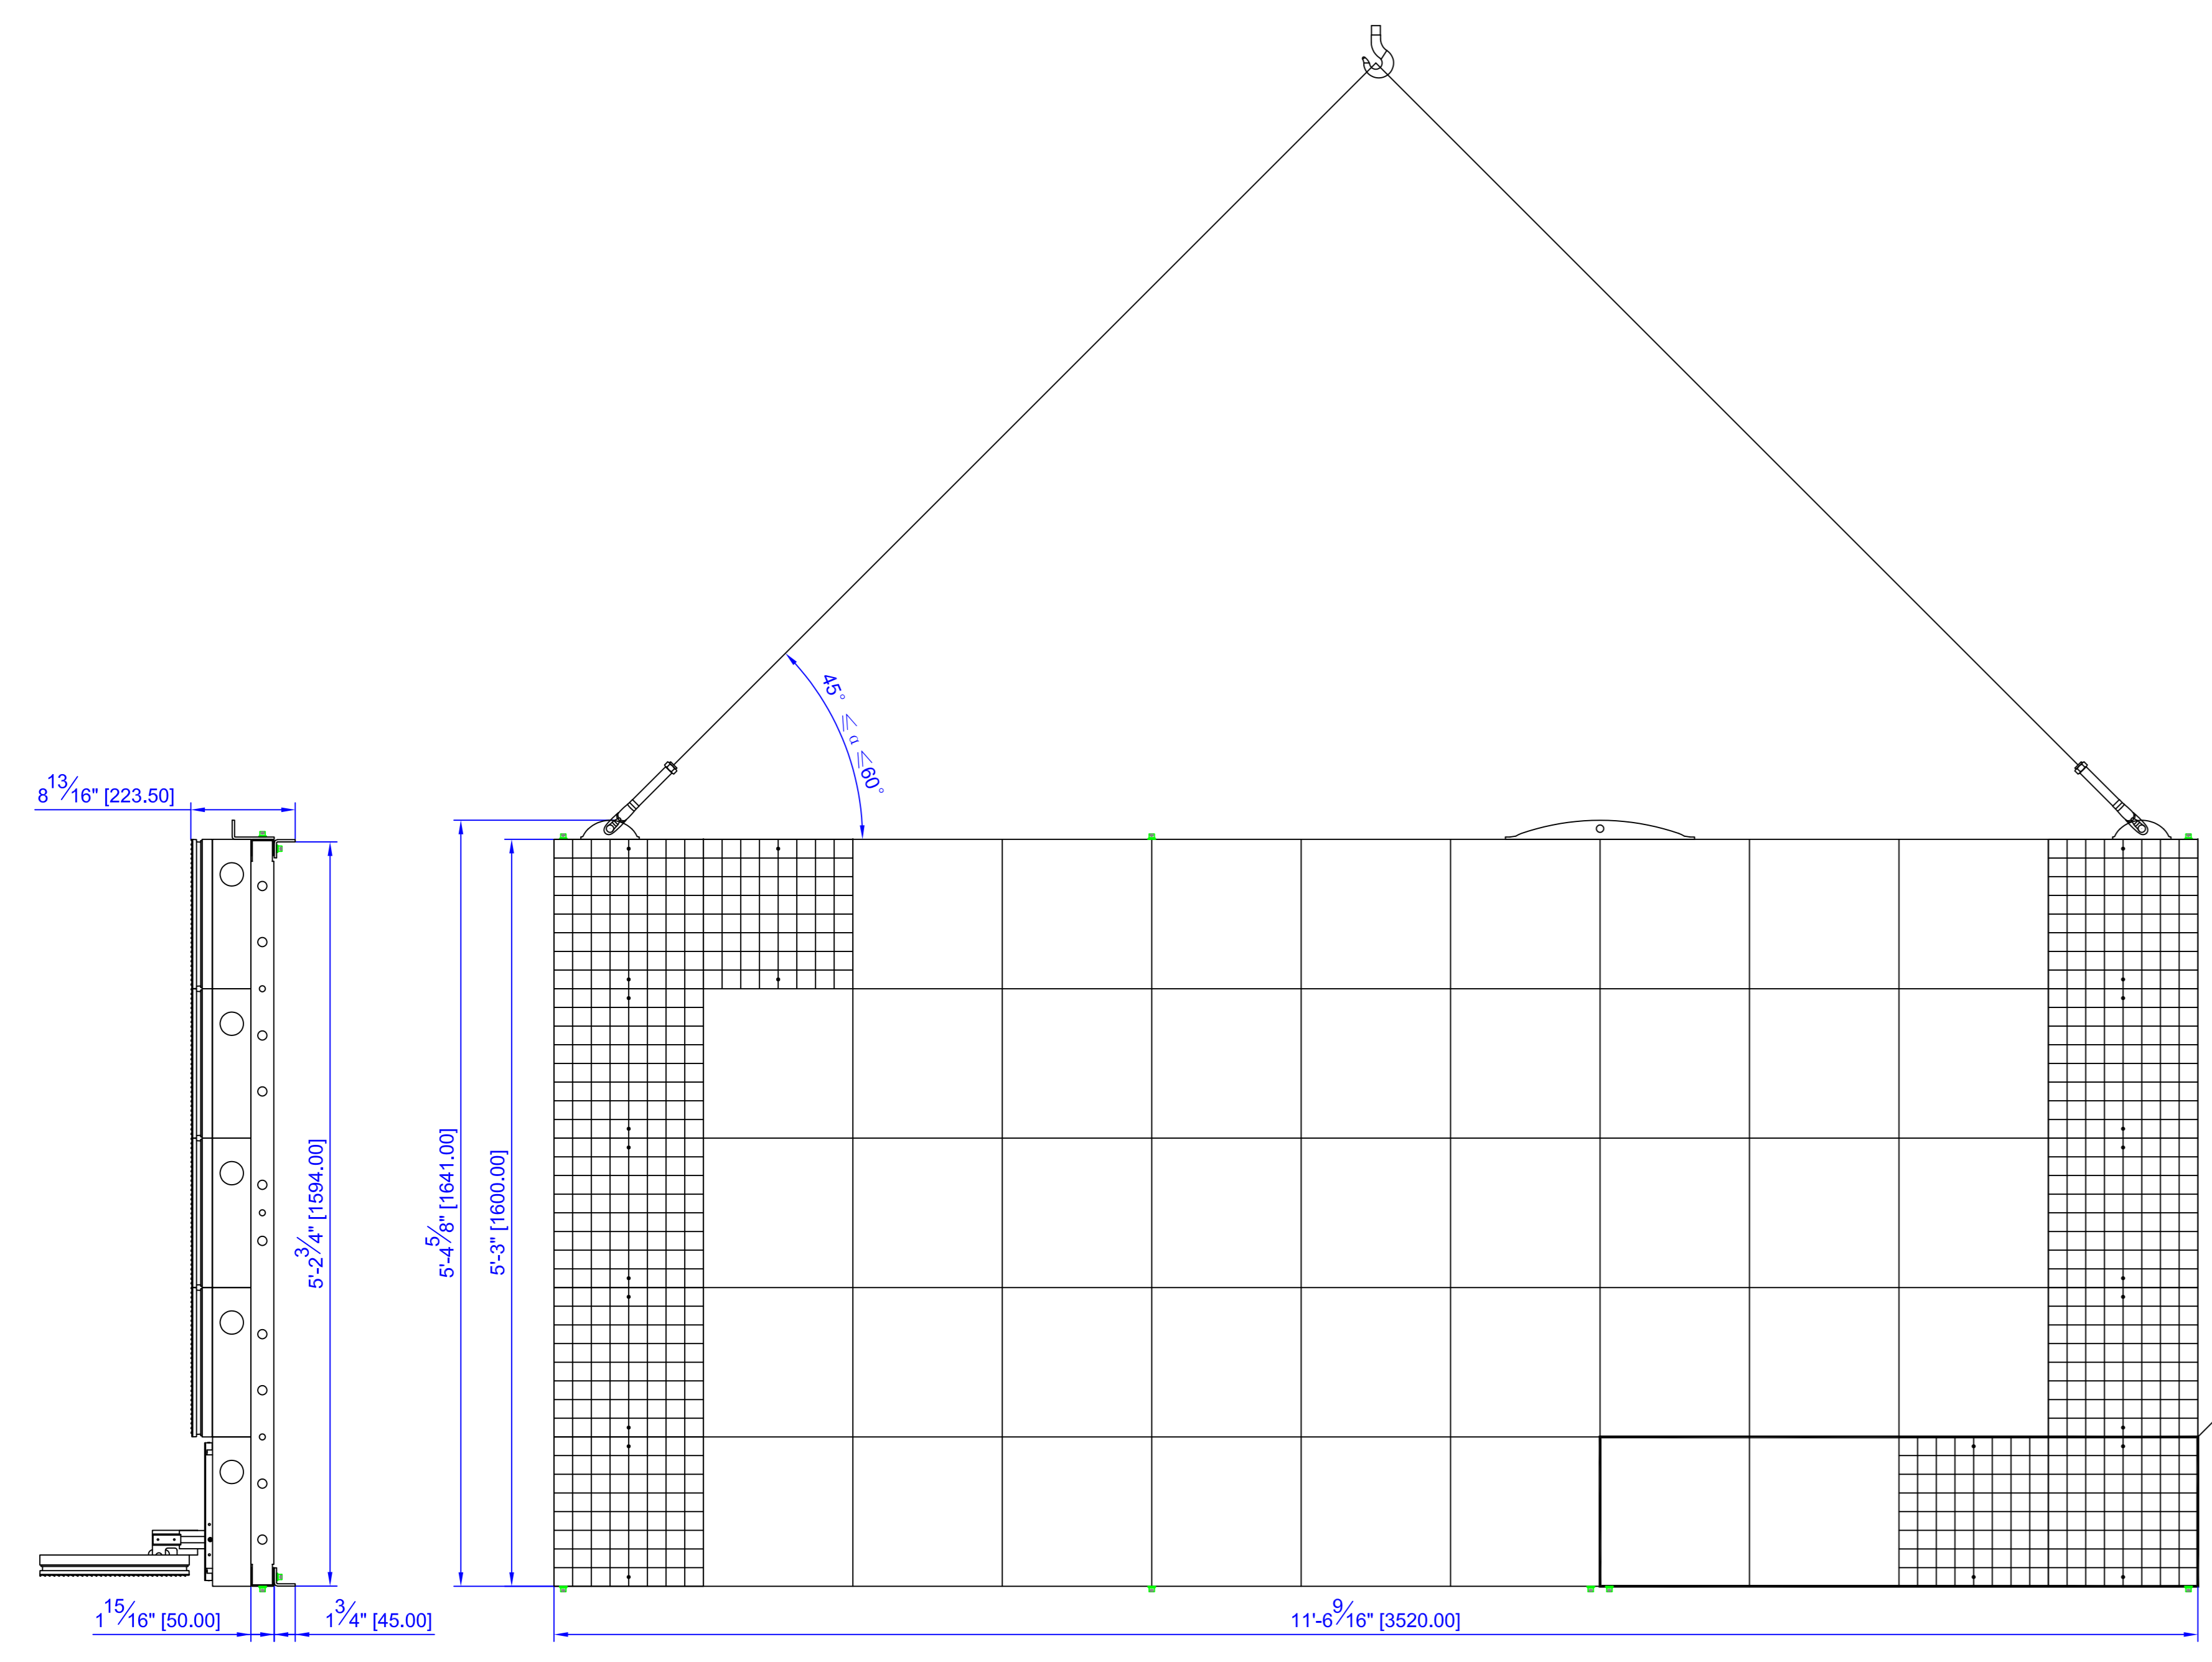 45° ≤ a ≤60°
8 13/16" [223.50]
5'-2 3/4" [1594.00]
5'-4 5/8" [1641.00]
5'-3" [1600.00]
1 15/16" [50.00]
1 3/4" [45.00]
11'-6 9/16" [3520.00]